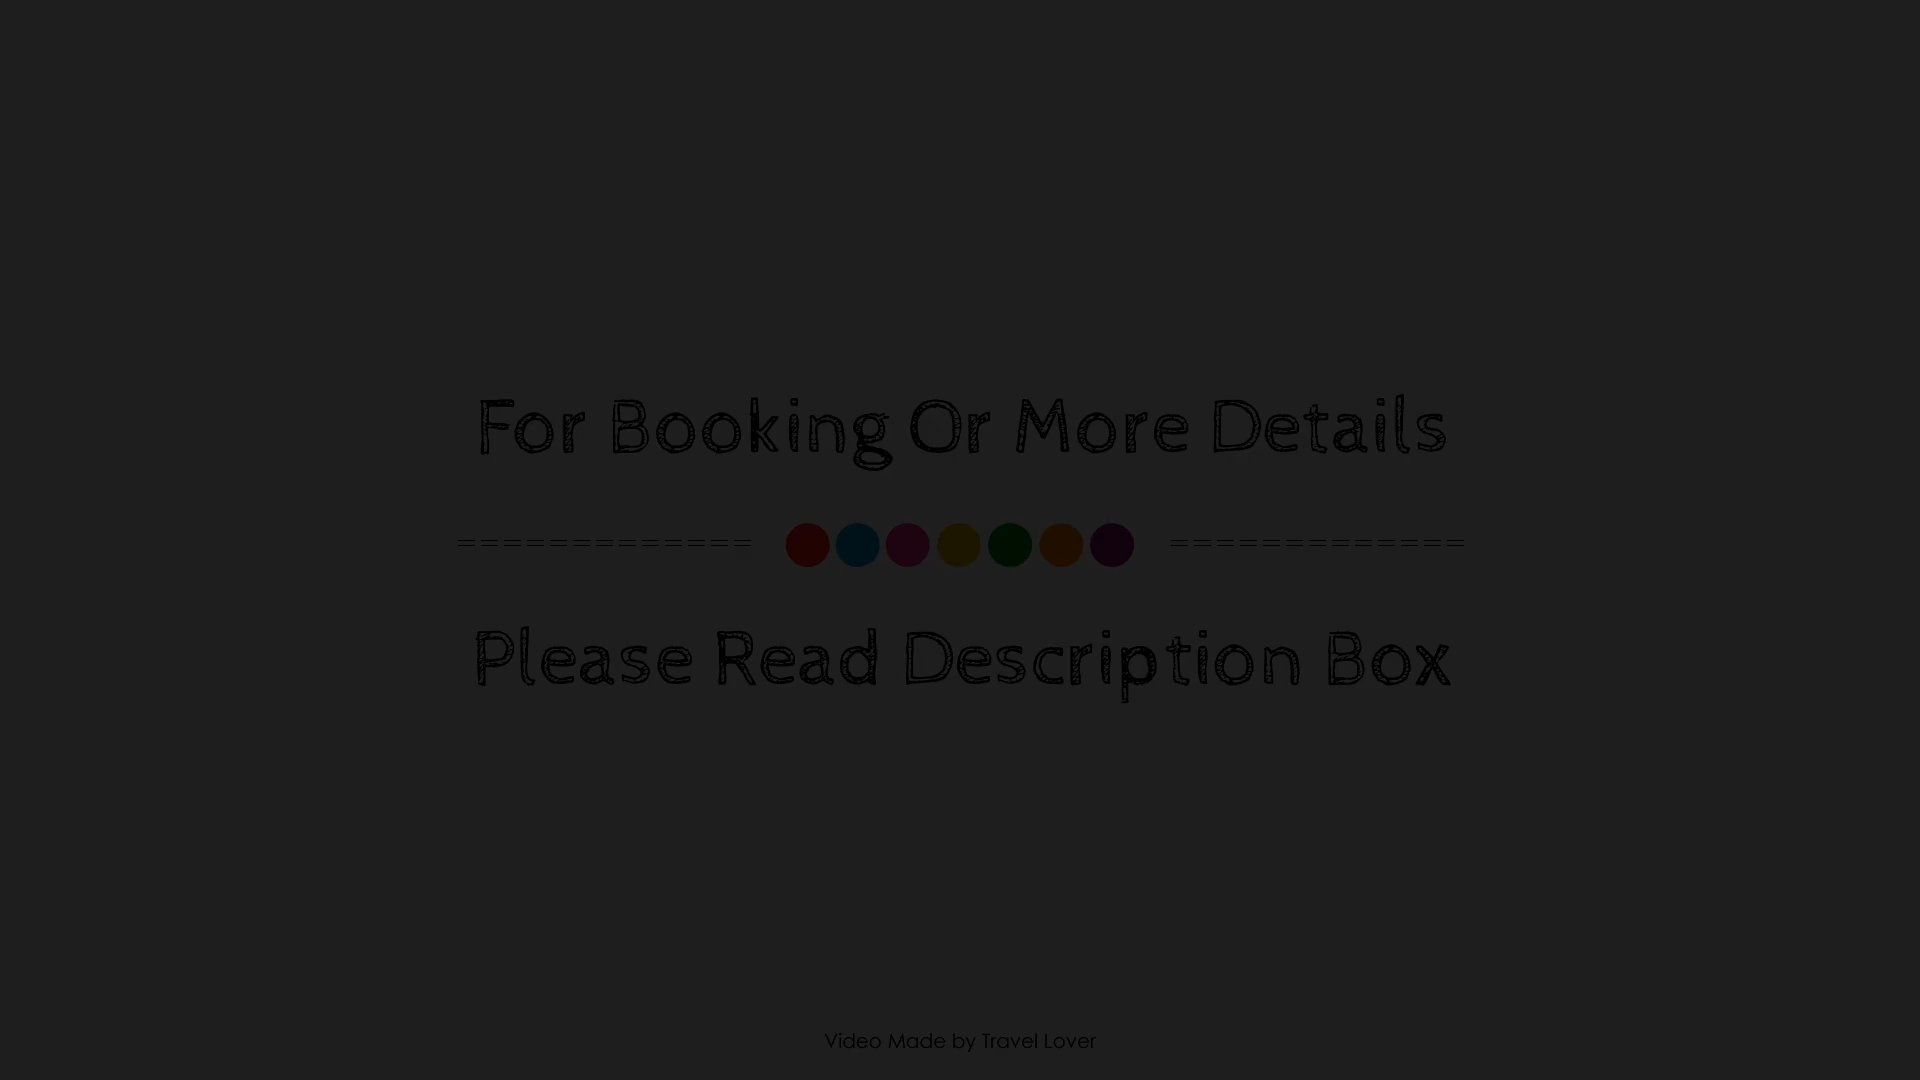 For Booking Or More Details
============= =============
Please Read Description Box
Video Made by Travel Lover